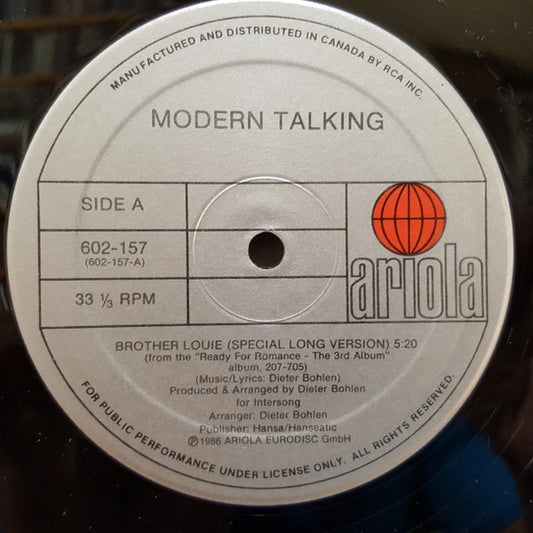 MANUFACTURED AND DISTRIBUTED IN CANADA BY RCA INC.
MODERN TALKING
SIDE A
602-157
(602-157-A)
33 ⅓ RPM
ariola
BROTHER LOUIE (SPECIAL LONG VERSION) 5:20
(from the "Ready For Romance - The 3rd Album"
album, 207-705)
(Music/Lyrics: Dieter Bohlen)
Produced & Arranged by Dieter Bohlen
for Intersong
Arranger: Dieter Bohlen
Publisher: Hansa/Hanseatic
℗ 1986 ARIOLA EURODISC GmbH
FOR PUBLIC PERFORMANCE UNDER LICENSE ONLY. ALL RIGHTS RESERVED.